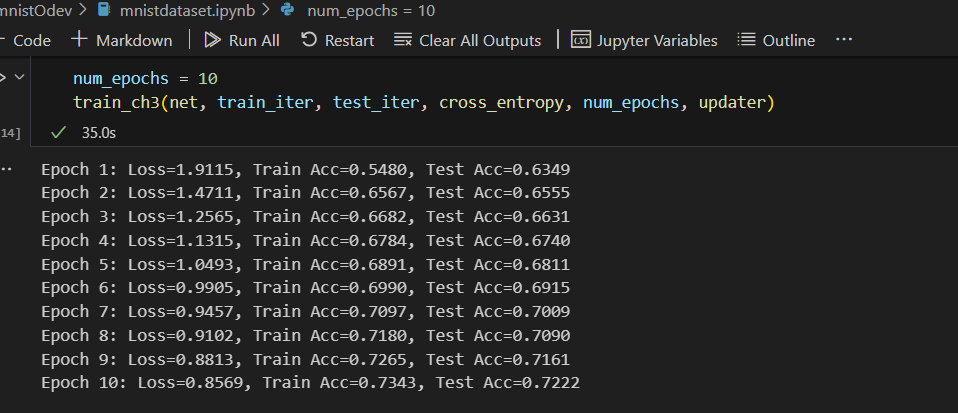 mnistOdev > mnistdataset.ipynb > num_epochs = 10
Code + Markdown Run All Restart Clear All Outputs Jupyter Variables Outline ...
num_epochs = 10
train_ch3(net, train_iter, test_iter, cross_entropy, num_epochs, updater)
14] ✓ 35.0s
Epoch 1: Loss=1.9115, Train Acc=0.5480, Test Acc=0.6349
Epoch 2: Loss=1.4711, Train Acc=0.6567, Test Acc=0.6555
Epoch 3: Loss=1.2565, Train Acc=0.6682, Test Acc=0.6631
Epoch 4: Loss=1.1315, Train Acc=0.6784, Test Acc=0.6740
Epoch 5: Loss=1.0493, Train Acc=0.6891, Test Acc=0.6811
Epoch 6: Loss=0.9905, Train Acc=0.6990, Test Acc=0.6915
Epoch 7: Loss=0.9457, Train Acc=0.7097, Test Acc=0.7009
Epoch 8: Loss=0.9102, Train Acc=0.7180, Test Acc=0.7090
Epoch 9: Loss=0.8813, Train Acc=0.7265, Test Acc=0.7161
Epoch 10: Loss=0.8569, Train Acc=0.7343, Test Acc=0.7222